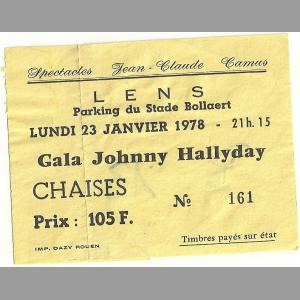 Spectacles Jean-Claude Camus
LENS
Parking du Stade Bollaert
LUNDI 23 JANVIER 1978 - 21h.15
Gala Johnny Hallyday
CHAISES
N° 161
Prix : 105 F.
IMP. DAZY ROUEN
Timbres payés sur état